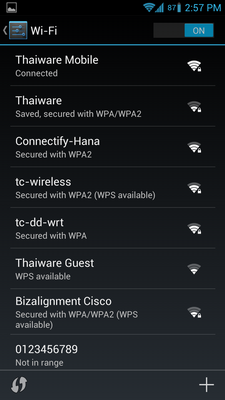 87 2:57 PM
Wi-Fi
ON
Thaiware Mobile
Connected
Thaiware
Saved, secured with WPA/WPA2
Connectify-Hana
Secured with WPA2
tc-wireless
Secured with WPA2 (WPS available)
tc-dd-wrt
Secured with WPA
Thaiware Guest
WPS available
Bizalignment Cisco
Secured with WPA/WPA2 (WPS
available)
0123456789
Not in range